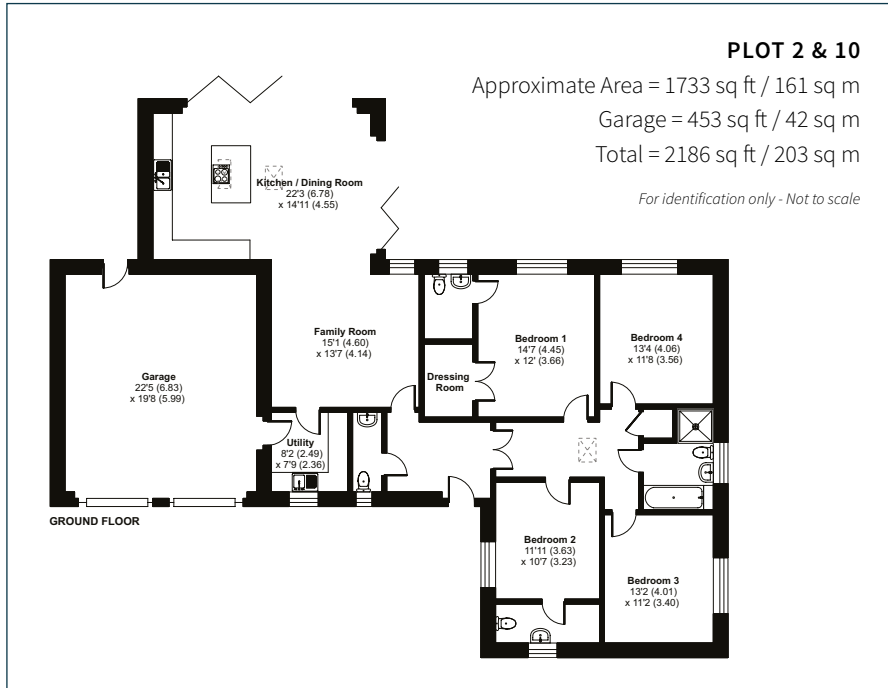 PLOT 2 & 10
Approximate Area = 1733 sq ft / 161 sq m
Garage = 453 sq ft / 42 sq m
Total = 2186 sq ft / 203 sq m
For identification only - Not to scale
Kitchen / Dining Room
22'3 (6.78)
x 14'11 (4.55)
Family Room
15'1 (4.60)
x 13'7 (4.14)
Bedroom 1
14'7 (4.45)
x 12' (3.66)
Bedroom 4
13'4 (4.06)
x 11'8 (3.56)
Dressing
Room
Garage
22'5 (6.83)
x 19'8 (5.99)
Utility
8'2 (2.49)
x 7'9 (2.36)
GROUND FLOOR
Bedroom 2
11'11 (3.63)
x 10'7 (3.23)
Bedroom 3
13'2 (4.01)
x 11'2 (3.40)